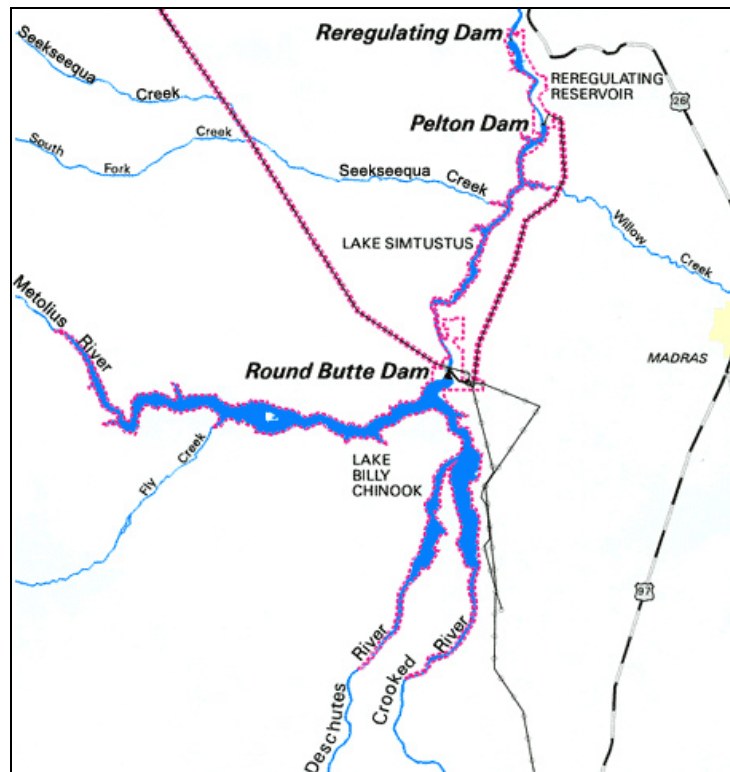 Reregulating Dam
Seekseequa
Creek
REREGULATING
RESERVOIR
26
Pelton Dam
South
Fork
Creek
Seekseequa
Creek
Willow
Creek
LAKE SIMTUSTUS
Metolius
River
MADRAS
Round Butte Dam
LAKE
BILLY
CHINOOK
Fly
Creek
97
River
Deschutes
River
Crooked